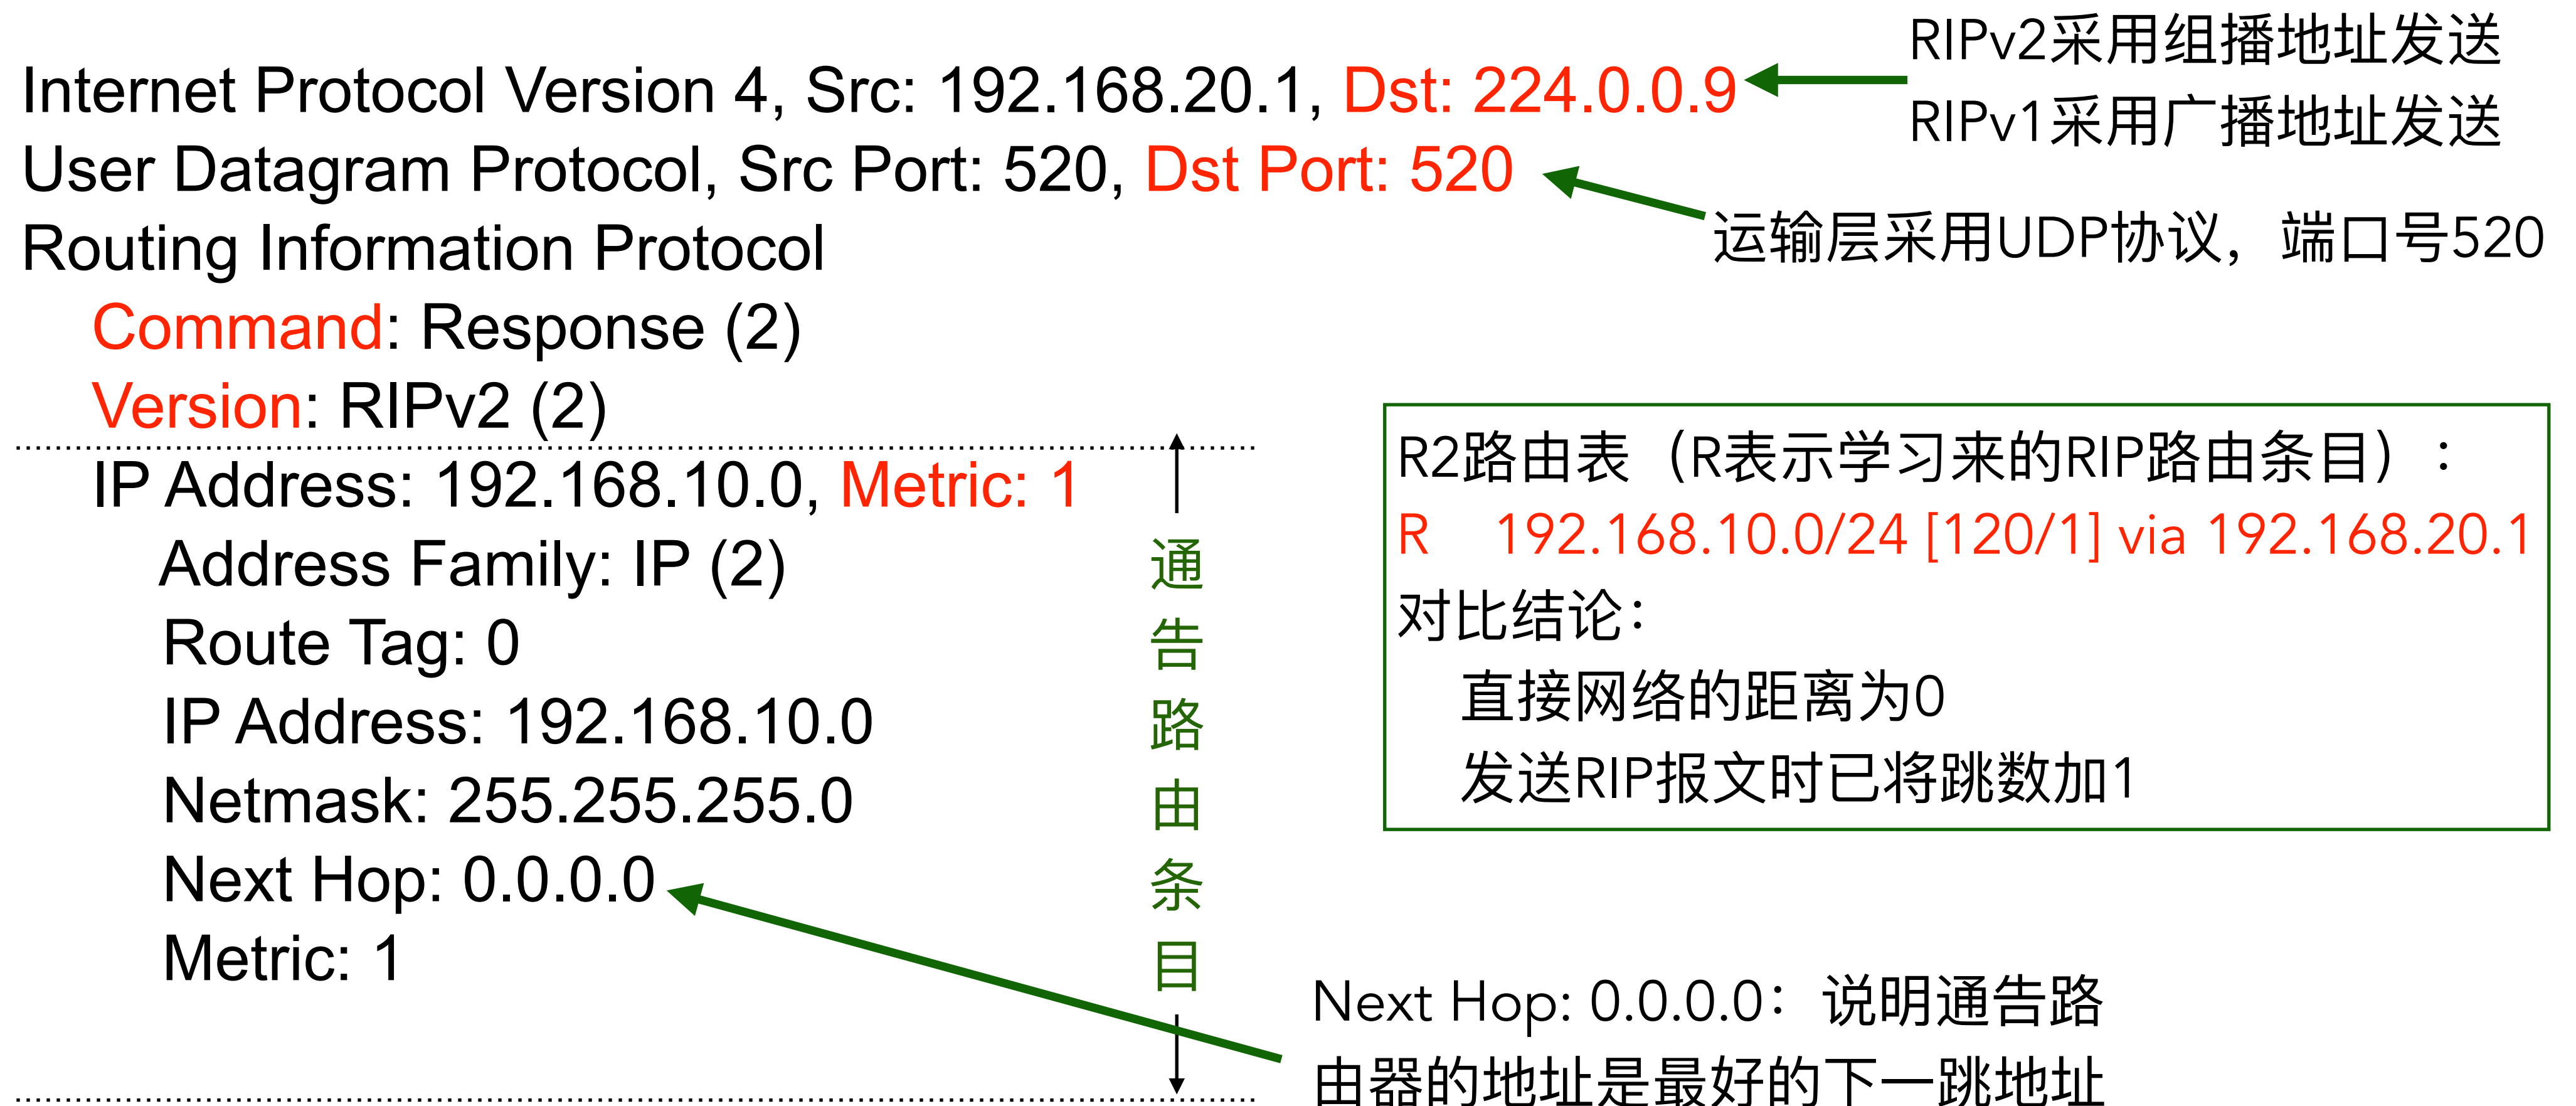 Internet Protocol Version 4, Src: 192.168.20.1, Dst: 224.0.0.9
RIPv2采用组播地址发送
RIPv1采用广播地址发送
User Datagram Protocol, Src Port: 520, Dst Port: 520
运输层采用UDP协议，端口号520
Routing Information Protocol
Command: Response (2)
Version: RIPv2 (2)
IP Address: 192.168.10.0, Metric: 1
Address Family: IP (2)
Route Tag: 0
IP Address: 192.168.10.0
Netmask: 255.255.255.0
Next Hop: 0.0.0.0
Metric: 1
通告路由条目
R2路由表（R表示学习来的RIP路由条目）:
R 192.168.10.0/24 [120/1] via 192.168.20.1
对比结论：
直接网络的距离为0
发送RIP报文时已将跳数加1
Next Hop: 0.0.0.0：说明通告路
由器的地址是最好的下一跳地址